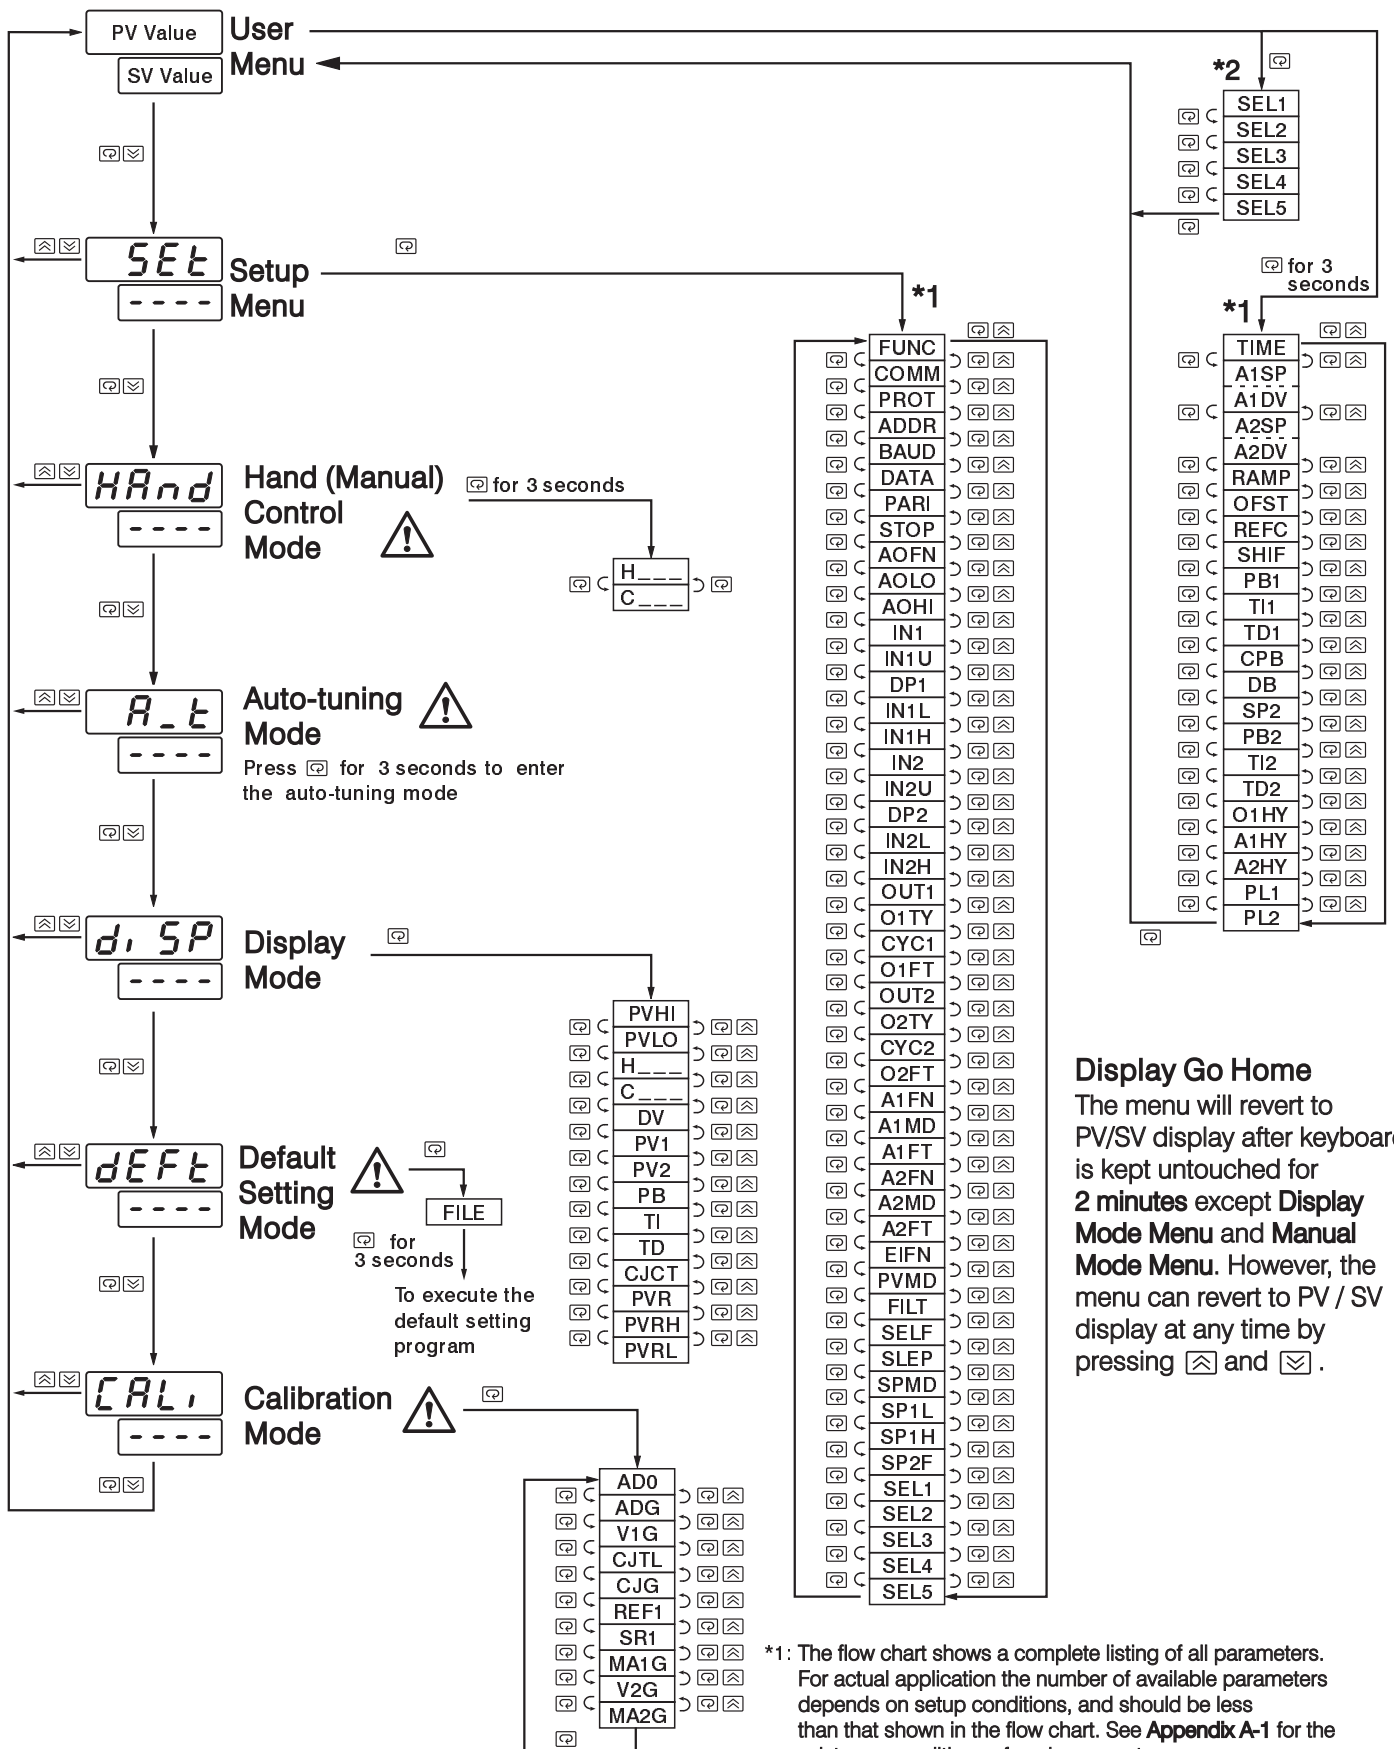 PV Value
SV Value
User
Menu
*2
SEL1
SEL2
SEL3
SEL4
SEL5
SEt
- - - -
Setup
Menu
*1
for 3
seconds
*1
TIME
A1SP
A1DV
A2SP
A2DV
RAMP
OFST
REFC
SHIF
PB1
TI1
TD1
CPB
DB
SP2
PB2
TI2
TD2
O1HY
A1HY
A2HY
PL1
PL2
FUNC
COMM
PROT
ADDR
BAUD
DATA
PARI
STOP
AOFN
AOLO
AOHI
IN1
IN1U
DP1
IN1L
IN1H
IN2
IN2U
DP2
IN2L
IN2H
OUT1
O1TY
CYC1
O1FT
OUT2
O2TY
CYC2
O2FT
A1FN
A1MD
A1FT
A2FN
A2MD
A2FT
EIFN
PVMD
FILT
SELF
SLEP
SPMD
SP1L
SP1H
SP2F
SEL1
SEL2
SEL3
SEL4
SEL5
HAnd
- - - -
Hand (Manual)
Control
Mode
for 3 seconds
H_ _ _
C_ _ _
A_t
- - - -
Auto-tuning
Mode
Press for 3 seconds to enter
the auto-tuning mode
di SP
- - - -
Display
Mode
PVHI
PVLO
H_ _ _
C_ _ _
DV
PV1
PV2
PB
TI
TD
CJCT
PVR
PVRH
PVRL
dEFt
- - - -
Default
Setting
Mode
FILE
for
3 seconds
To execute the
default setting
program
CALi
- - - -
Calibration
Mode
AD0
ADG
V1G
CJTL
CJG
REF1
SR1
MA1G
V2G
MA2G
Display Go Home
The menu will revert to
PV/SV display after keyboar
is kept untouched for
2 minutes except Display
Mode Menu and Manual
Mode Menu. However, the
menu can revert to PV / SV
display at any time by
pressing and .
*1: The flow chart shows a complete listing of all parameters.
For actual application the number of available parameters
depends on setup conditions, and should be less
than that shown in the flow chart. See Appendix A-1 for the